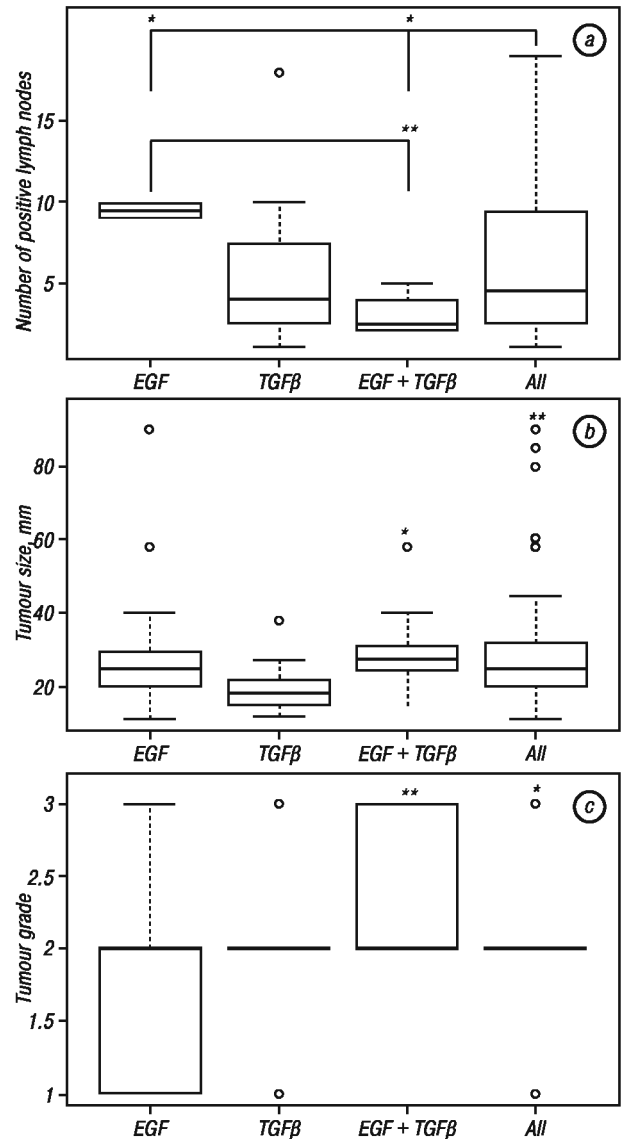 * * a
Number of positive lymph nodes
15
**
10
5
EGF TGFβ EGF + TGFβ All
** b
Tumour size, mm
80
60 *
40
20
EGF TGFβ EGF + TGFβ All
3 ** * c
Tumour grade
2.5
2
1.5
1
EGF TGFβ EGF + TGFβ All